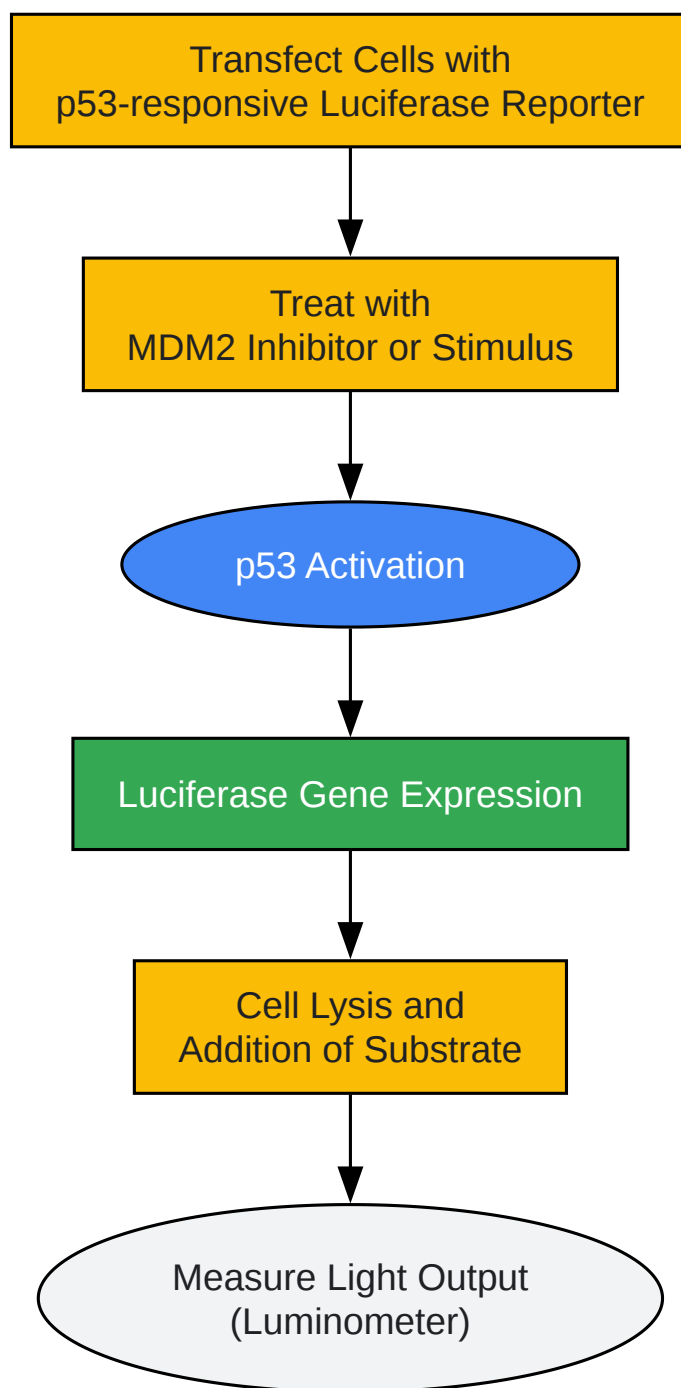 Transfect Cells with
p53-responsive Luciferase Reporter
Treat with
MDM2 Inhibitor or Stimulus
p53 Activation
Luciferase Gene Expression
Cell Lysis and
Addition of Substrate
Measure Light Output
(Luminometer)